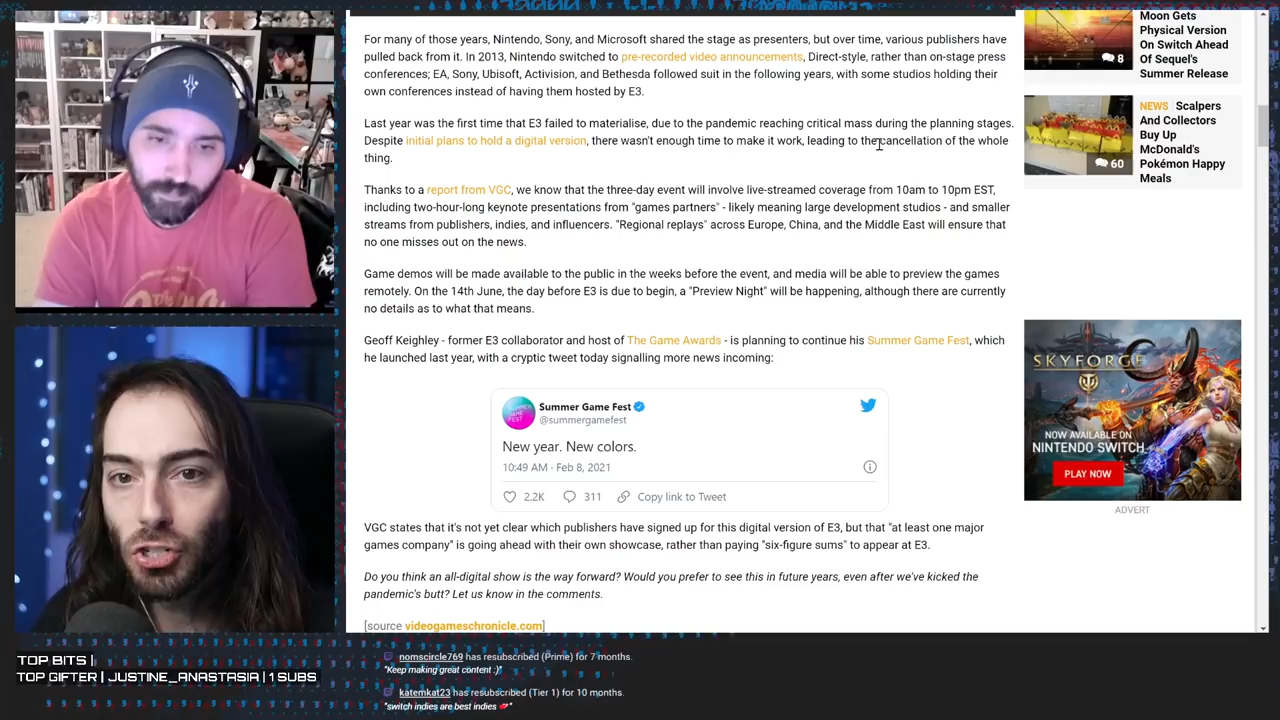 For many of those years, Nintendo, Sony, and Microsoft shared the stage as presenters, but over time, various publishers have
pulled back from it. In 2013, Nintendo switched to pre-recorded video announcements, Direct-style, rather than on-stage press
conferences; EA, Sony, Ubisoft, Activision, and Bethesda followed suit in the following years, with some studios holding their
own conferences instead of having them hosted by E3.
Last year was the first time that E3 failed to materialise, due to the pandemic reaching critical mass during the planning stages.
Despite initial plans to hold a digital version, there wasn't enough time to make it work, leading to the cancellation of the whole
thing.
Thanks to a report from VGC, we know that the three-day event will involve live-streamed coverage from 10am to 10pm EST,
including two-hour-long keynote presentations from "games partners" - likely meaning large development studios - and smaller
streams from publishers, indies, and influencers. "Regional replays" across Europe, China, and the Middle East will ensure that
no one misses out on the news.
Game demos will be made available to the public in the weeks before the event, and media will be able to preview the games
remotely. On the 14th June, the day before E3 is due to begin, a "Preview Night" will be happening, although there are currently
no details as to what that means.
Geoff Keighley - former E3 collaborator and host of The Game Awards - is planning to continue his Summer Game Fest, which
he launched last year, with a cryptic tweet today signalling more news incoming:
SUMMER
GAME
FEST
Summer Game Fest
@summergamefest
New year. New colors.
10:49 AM · Feb 8, 2021
2.2K 311 Copy link to Tweet
VGC states that it's not yet clear which publishers have signed up for this digital version of E3, but that "at least one major
games company" is going ahead with their own showcase, rather than paying "six-figure sums" to appear at E3.
Do you think an all-digital show is the way forward? Would you prefer to see this in future years, even after we've kicked the
pandemic's butt? Let us know in the comments.
[source videogameschronicle.com]
Moon Gets
Physical Version
On Switch Ahead
Of Sequel's
Summer Release
8
NEWS Scalpers
And Collectors
Buy Up
McDonald's
Pokémon Happy
Meals
60
SKYFORGE
NOW AVAILABLE ON
NINTENDO SWITCH
PLAY NOW
ADVERT
TOP BITS |
TOP GIFTER | JUSTINE_ANASTASIA | 1 SUBS
nomscircle769 has resubscribed (Prime) for 7 months.
"Keep making great content :)"
katemkat23 has resubscribed (Tier 1) for 10 months.
"switch indies are best indies